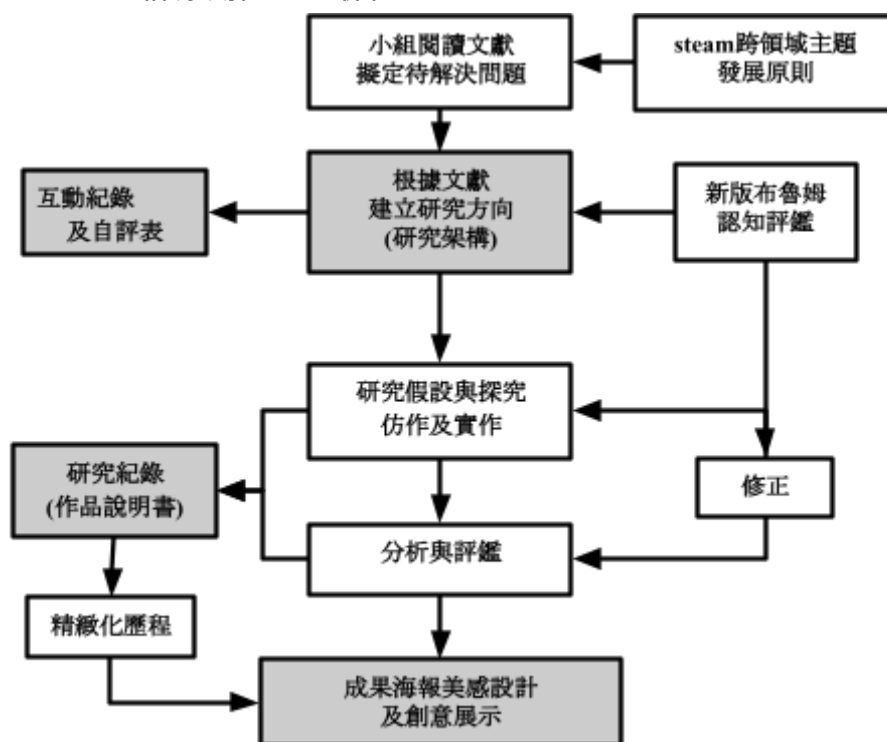 小組閱讀文獻
擬定待解決問題
steam跨領域主題
發展原則
根據文獻
建立研究方向
(研究架構)
互動紀錄
及自評表
新版布魯姆
認知評鑑
研究假設與探究
仿作及實作
研究紀錄
(作品說明書)
修正
分析與評鑑
精緻化歷程
成果海報美感設計
及創意展示